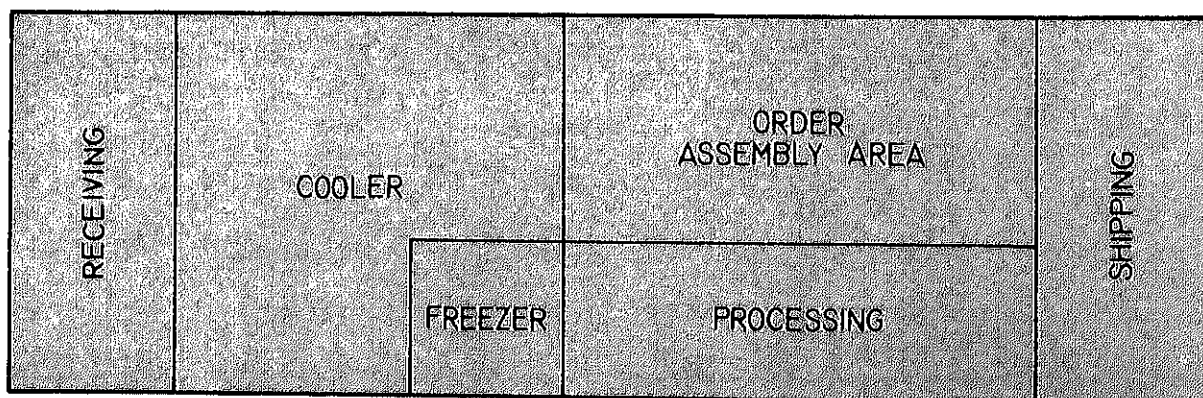 RECEIVING
COOLER
ORDER
ASSEMBLY AREA
SHIPPING
FREEZER
PROCESSING